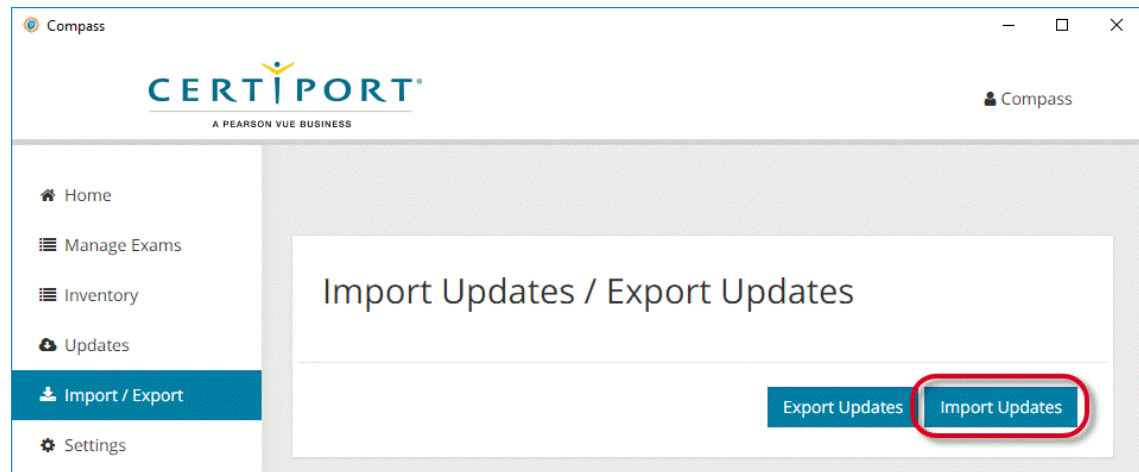 Compass
CERTIPORT
A PEARSON VUE BUSINESS
Compass
Home
Manage Exams
Inventory
Updates
Import / Export
Settings
Import Updates / Export Updates
Export Updates
Import Updates